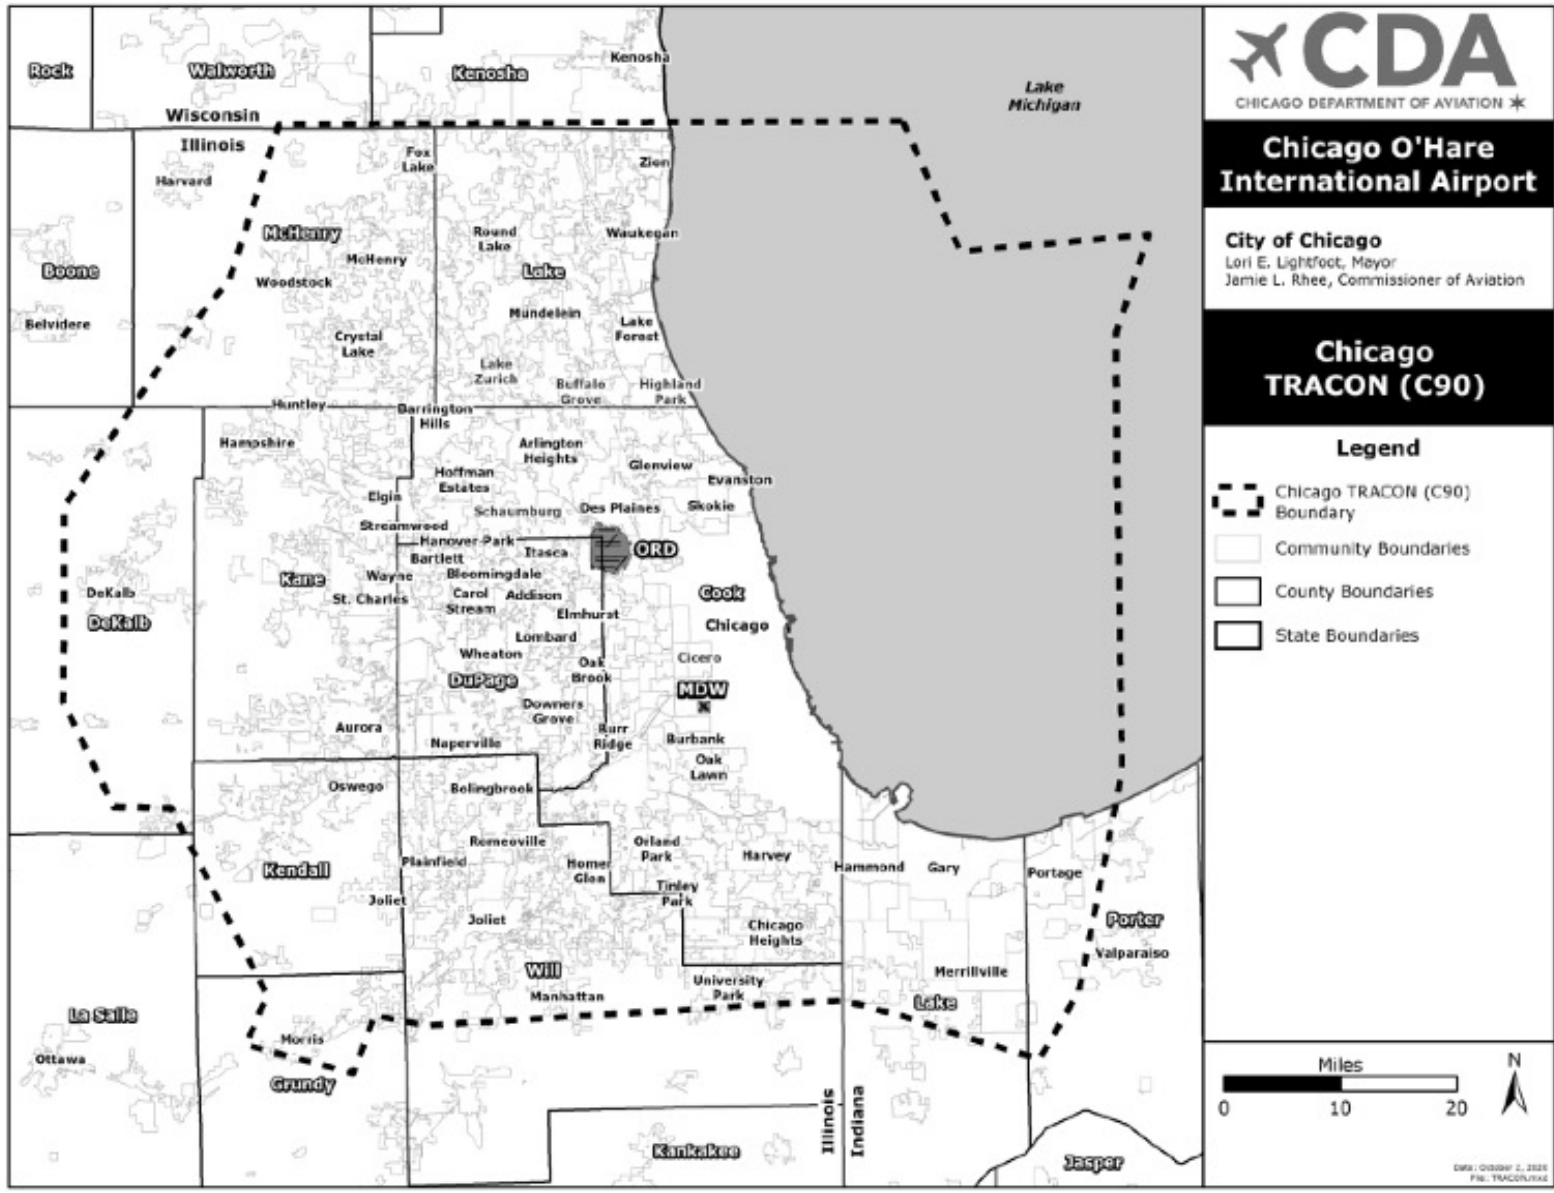 Rock
Walworth
Kenosha
Kenosha
Lake
Michigan
Wisconsin
Illinois
Harvard
Fox
Lake
Zion
McHenry
Round
Lake
Waukegan
McHenry
Boone
Lake
Woodstock
Belvidere
Mundelein
Lake
Forest
Crystal
Lake
Lake
Zurich
Buffalo
Grove
Highland
Park
Huntley
Barrington
Hills
Hampshire
Arlington
Heights
Glenview
Hoffman
Estates
Evanston
Elgin
Schaumburg
Des Plaines
Skokie
Streamwood
Hanover Park
Itasca
ORD
Bartlett
Wayne
Bloomingdale
Kane
DeKalb
St. Charles
Carol
Stream
Addison
Cook
DeKalb
Elmhurst
Chicago
Lombard
Wheaton
Oak
Brook
Cicero
DuPage
MDW
Downers
Grove
Aurora
Naperville
Burr
Ridge
Burbank
Oak
Lawn
Oswego
Bolingbrook
Romeoville
Orland
Park
Plainfield
Homer
Glen
Harvey
Hammond
Gary
Portage
Kendall
Tinley
Park
Joliet
Joliet
Chicago
Heights
Porter
Valparaiso
Will
Merrillville
University
Park
Manhattan
Lake
La Salle
Morris
Ottawa
Grundy
Illinois
Indiana
Kankakee
Jasper
CDA
CHICAGO DEPARTMENT OF AVIATION
Chicago O'Hare
International Airport
City of Chicago
Lori E. Lightfoot, Mayor
Jamie L. Rhee, Commissioner of Aviation
Chicago
TRACON (C90)
Legend
Chicago TRACON (C90)
Boundary
Community Boundaries
County Boundaries
State Boundaries
Miles
N
0 10 20
Date: October 2, 2020
File: TRACON.mxd